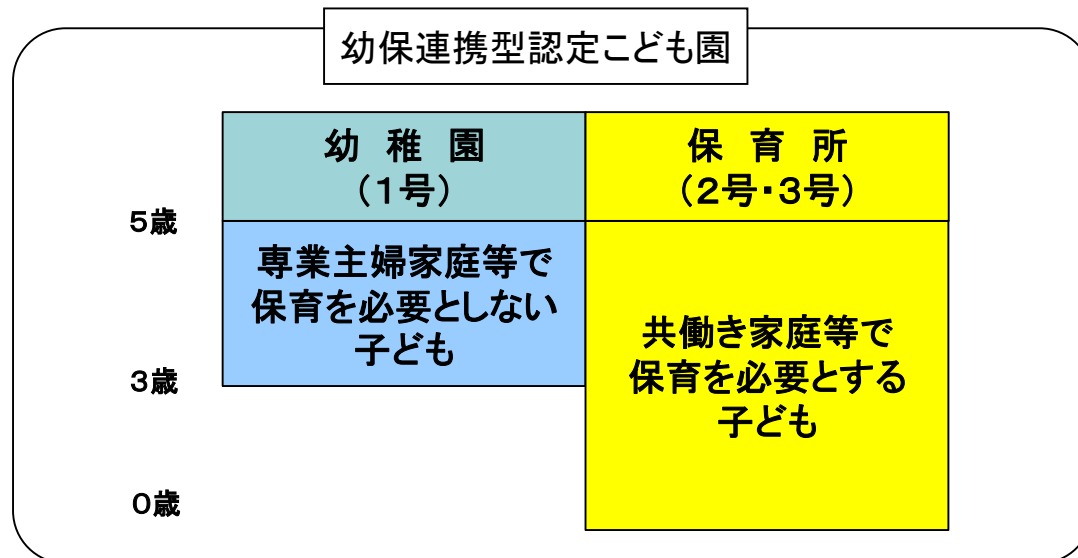 幼保連携型認定こども園
幼 稚 園
(1号)
保 育 所
(2号・3号)
5歳
専業主婦家庭等で
保育を必要としない
子ども
共働き家庭等で
保育を必要とする
子ども
3歳
0歳